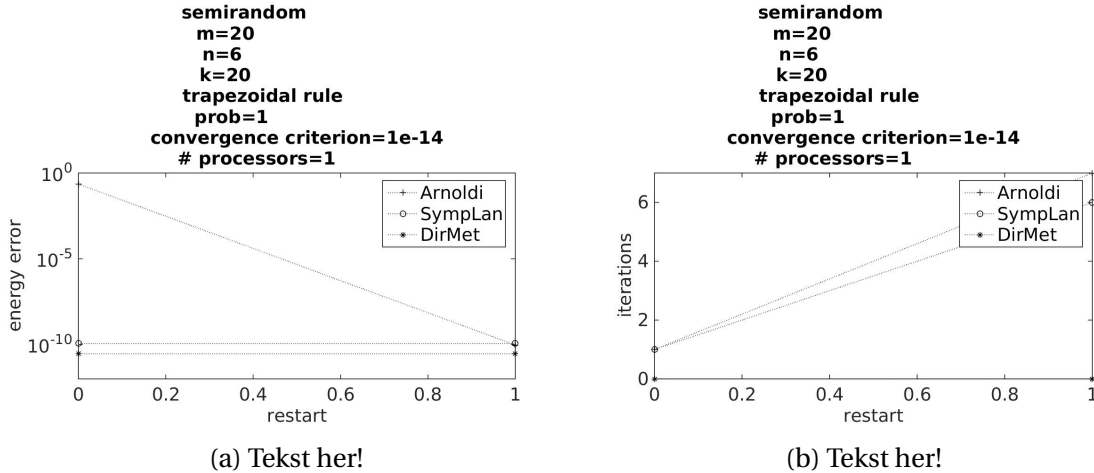 semirandom
m=20
n=6
k=20
trapezoidal rule
prob=1
convergence criterion=1e-14
# processors=1
10^0
10^-5
10^-10
energy error
Arnoldi
SympLan
DirMet
0 0.2 0.4 0.6 0.8 1
restart
(a) Tekst her!
semirandom
m=20
n=6
k=20
trapezoidal rule
prob=1
convergence criterion=1e-14
# processors=1
6
4
2
0
iterations
Arnoldi
SympLan
DirMet
0 0.2 0.4 0.6 0.8 1
restart
(b) Tekst her!